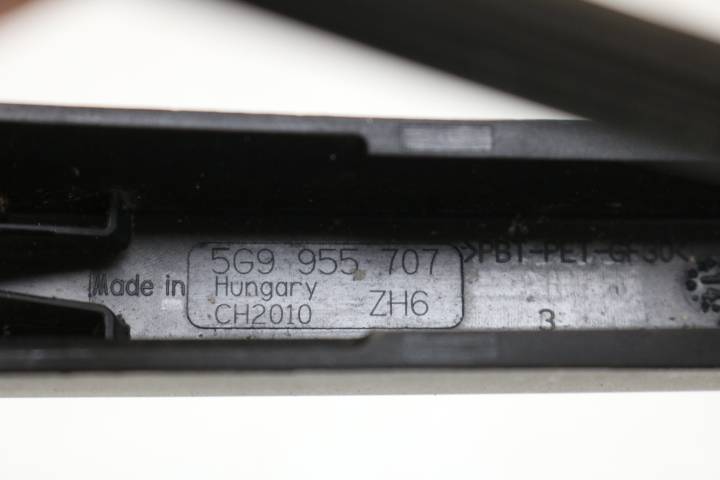 5G9 955 707
Made in Hungary
CH2010 ZH6
>PBT-PET-GF30<
3